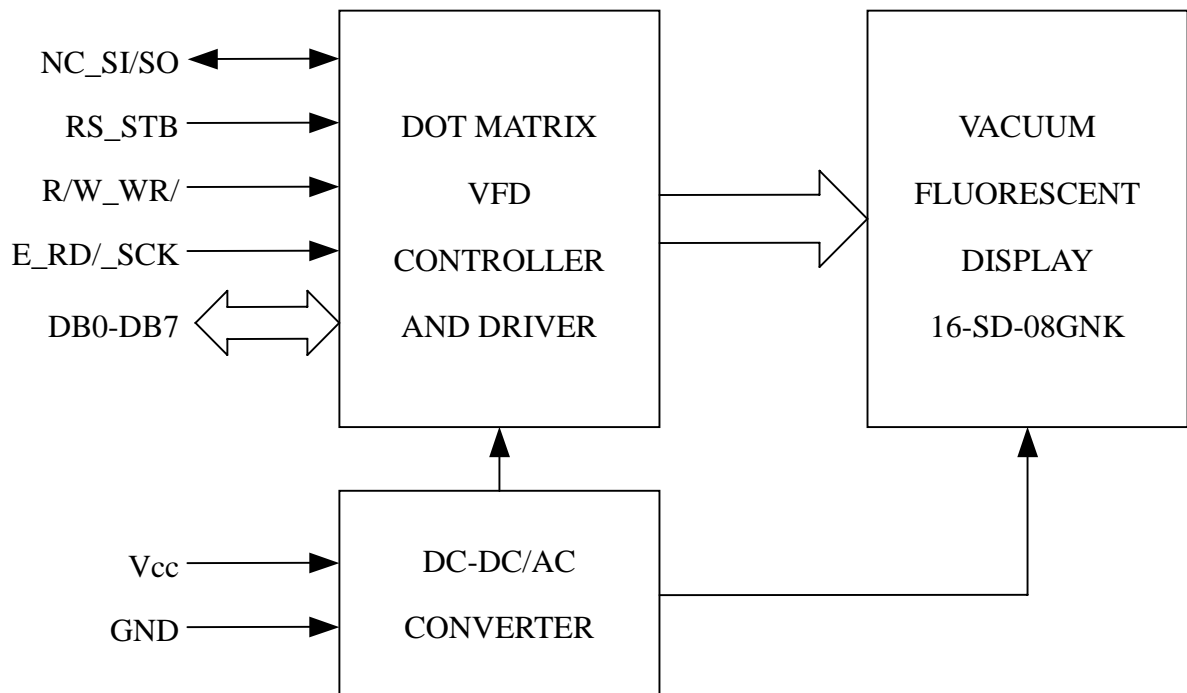 NC_SI/SO
RS_STB
R/W_WR/
E_RD/_SCK
DB0-DB7
DOT MATRIX
VFD
CONTROLLER
AND DRIVER
VACUUM
FLUORESCENT
DISPLAY
16-SD-08GNK
Vcc
GND
DC-DC/AC
CONVERTER